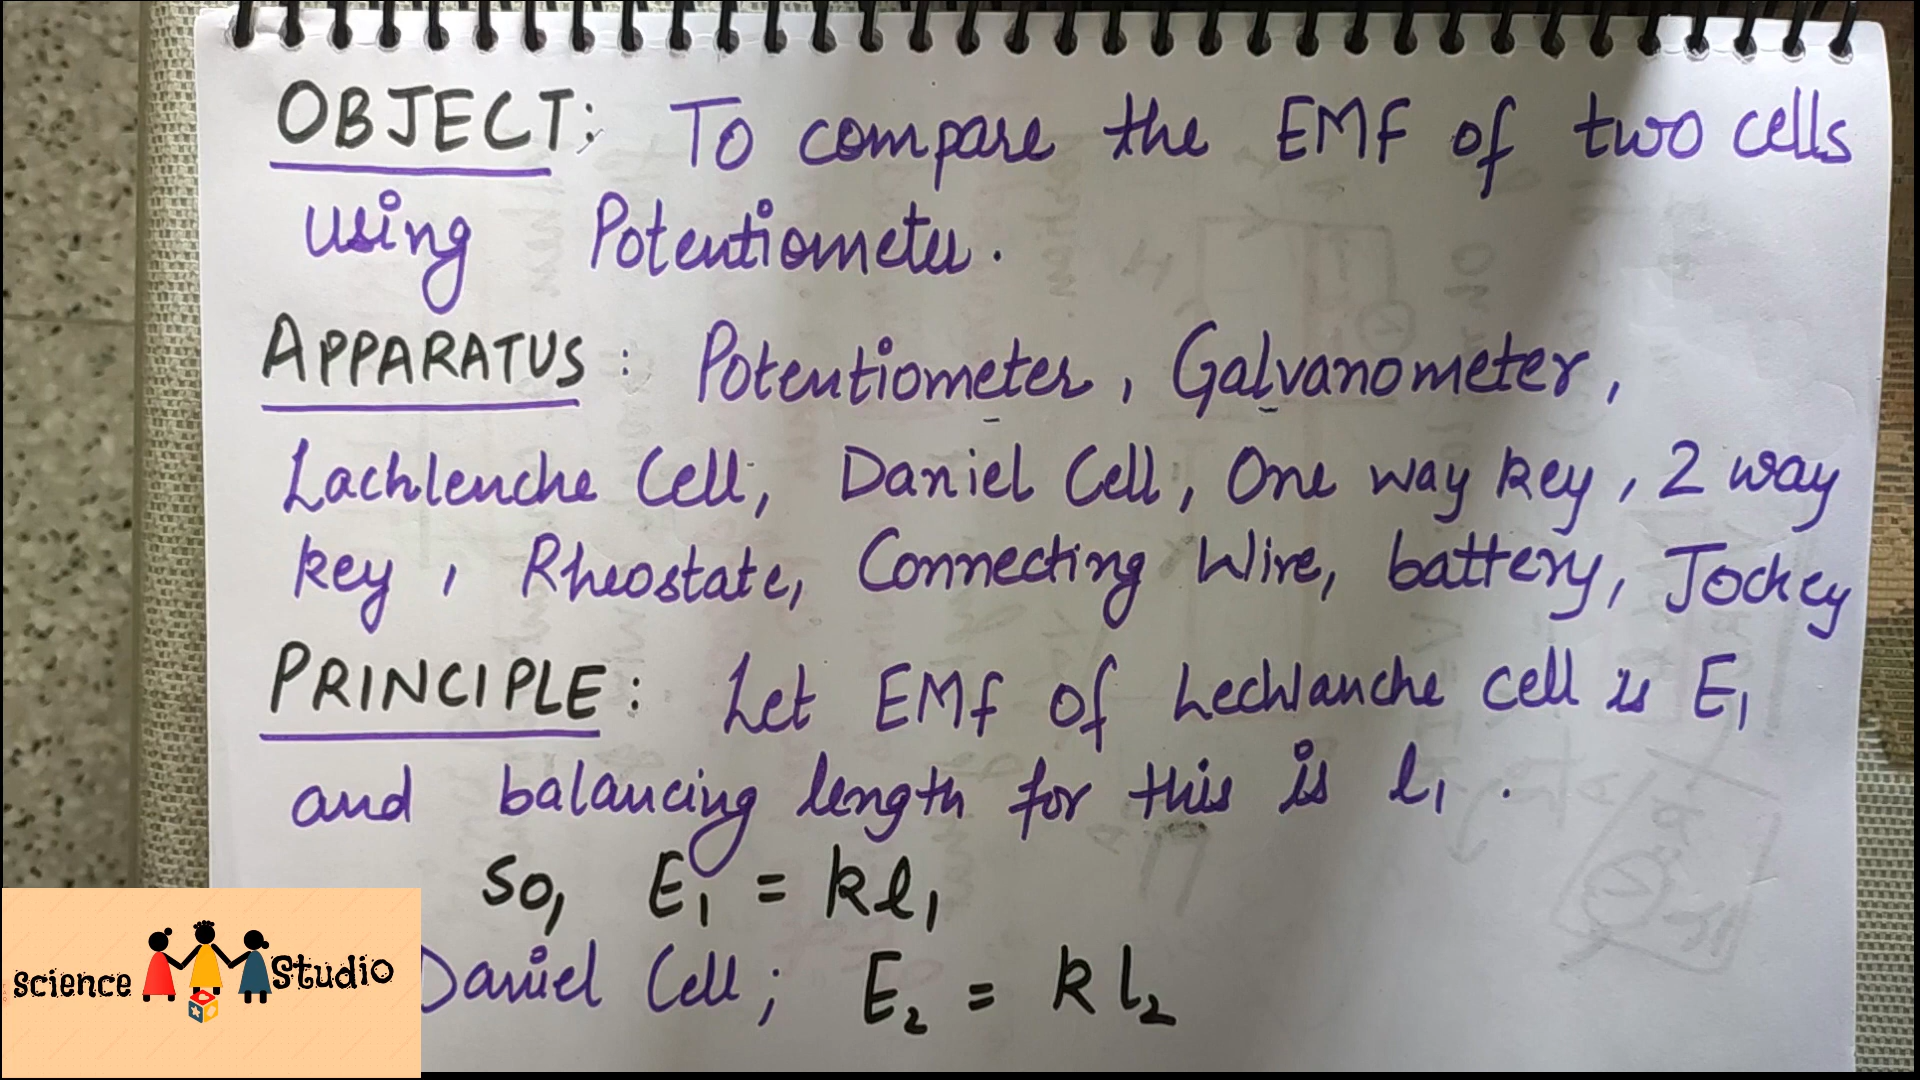 OBJECT: To compare the EMF of two cells
using Potentiometer.
APPARATUS: Potentiometer, Galvanometer,
Lachlenche Cell, Daniel Cell, One way key, 2 way
key, Rheostate, Connecting Wire, battery, Jockey
PRINCIPLE: Let EMf of Lechlanche cell is E₁
and balancing length for this is l₁.
So, E₁ = kl₁
Daniel Cell; E₂ = kl₂
Science Studio